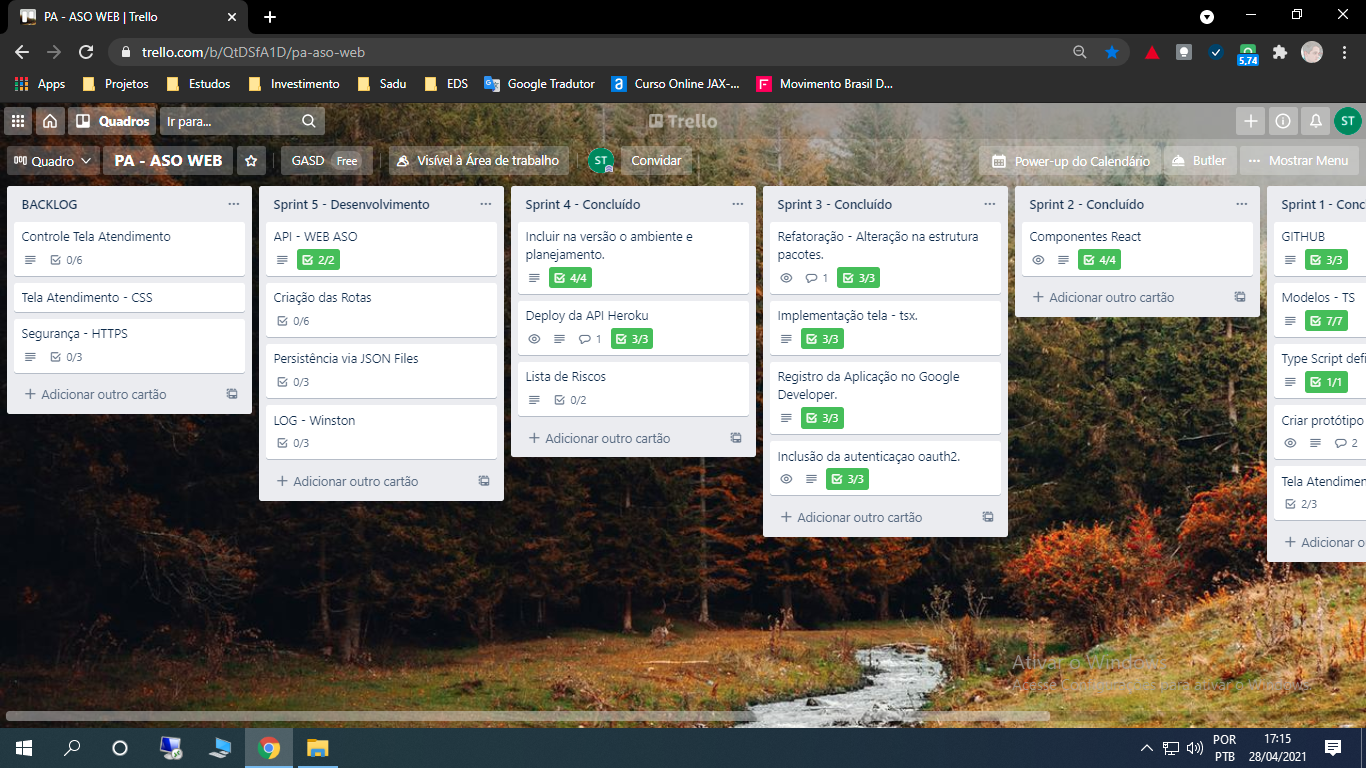 PA - ASO WEB | Trello
trello.com/b/QtDSfA1D/pa-aso-web
5,74
Apps
Projetos
Estudos
Investimento
Sadu
EDS
Google Tradutor
Curso Online JAX-...
Movimento Brasil D...
Quadros
Ir para...
Trello
ST
Quadro
PA - ASO WEB
GASD Free
Visível à Área de trabalho
ST
Convidar
Power-up do Calendário
Butler
... Mostrar Menu
BACKLOG
Controle Tela Atendimento
0/6
Tela Atendimento - CSS
Segurança - HTTPS
0/3
+ Adicionar outro cartão
Sprint 5 - Desenvolvimento
API - WEB ASO
2/2
Criação das Rotas
0/6
Persistência via JSON Files
0/3
LOG - Winston
0/3
+ Adicionar outro cartão
Sprint 4 - Concluído
Incluir na versão o ambiente e
planejamento.
4/4
Deploy da API Heroku
1 3/3
Lista de Riscos
0/2
+ Adicionar outro cartão
Sprint 3 - Concluído
Refatoração - Alteração na estrutura
pacotes.
1 3/3
Implementação tela - tsx.
3/3
Registro da Aplicação no Google
Developer.
3/3
Inclusão da autenticaçao oauth2.
3/3
+ Adicionar outro cartão
Sprint 2 - Concluído
Componentes React
4/4
+ Adicionar outro cartão
Sprint 1 - Conc
GITHUB
3/3
Modelos - TS
7/7
Type Script defi
1/1
Criar protótipo
2
Tela Atendimen
2/3
+ Adicionar o
Ativar o Windows
POR
PTB
17:15
28/04/2021